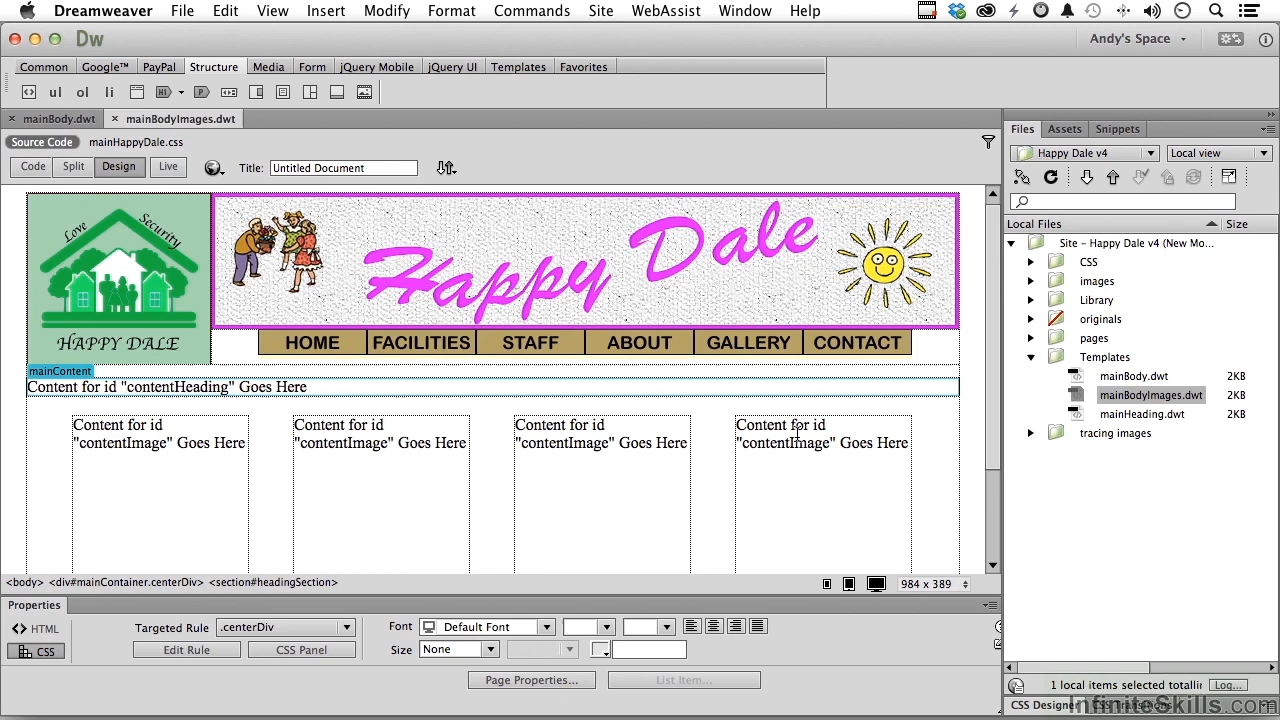 Dreamweaver File Edit View Insert Modify Format Commands Site WebAssist Window Help
Dw Andy's Space
Common Google™ PayPal Structure Media Form jQuery Mobile jQuery UI Templates Favorites
ul ol li H1 P
mainBody.dwt mainBodyImages.dwt
Source Code mainHappyDale.css
Code Split Design Live Title: Untitled Document
Love Security
HAPPY DALE
Happy Dale
HOME FACILITIES STAFF ABOUT GALLERY CONTACT
mainContent
Content for id "contentHeading" Goes Here
Content for id
"contentImage" Goes Here
Content for id
"contentImage" Goes Here
Content for id
"contentImage" Goes Here
Content for id
"contentImage" Goes Here
<body> <div#mainContainer.centerDiv> <section#headingSection>
984 x 389
Properties
HTML
CSS
Targeted Rule .centerDiv
Edit Rule CSS Panel
Font Default Font
Size None
Page Properties... List Item...
Files Assets Snippets
Happy Dale v4 Local view
Local Files Size
Site - Happy Dale v4 (New Mo...
CSS
images
Library
originals
pages
Templates
mainBody.dwt 2KB
mainBodyImages.dwt 2KB
mainHeading.dwt 2KB
tracing images
1 local items selected totallir Log...
CSS Designer CSS Transitions
InfiniteSkills.com